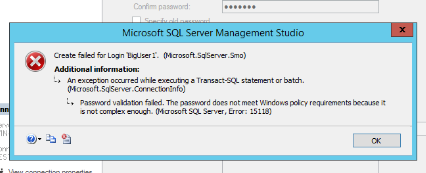 Confirm password:
Specify old password
Microsoft SQL Server Management Studio
x
Create failed for Login 'BigUser1'. (Microsoft.SqlServer.Smo)
Additional information:
An exception occurred while executing a Transact-SQL statement or batch.
(Microsoft.SqlServer.ConnectionInfo)
Password validation failed. The password does not meet Windows policy requirements because it
is not complex enough. (Microsoft SQL Server, Error: 15118)
OK
View connection properties